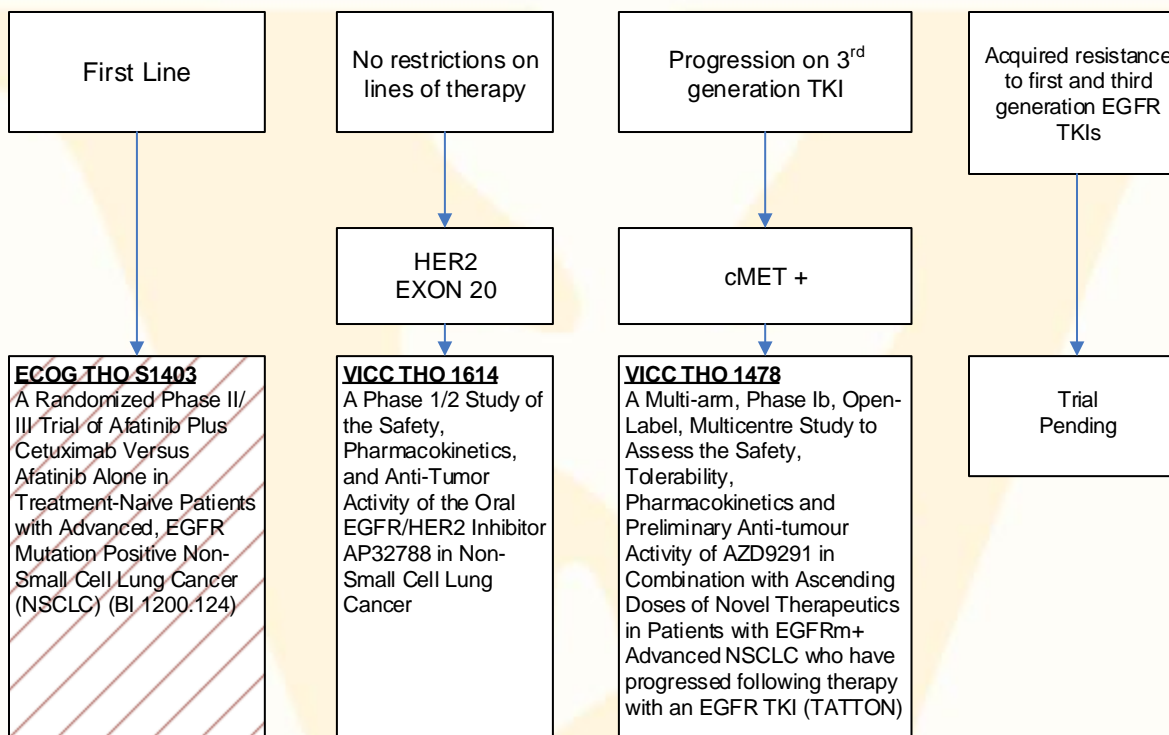 First Line
No restrictions on
lines of therapy
Progression on 3rd
generation TKI
Acquired resistance
to first and third
generation EGFR
TKIs
HER2
EXON 20
cMET +
ECOG THO S1403
A Randomized Phase II/
III Trial of Afatinib Plus
Cetuximab Versus
Afatinib Alone in
Treatment-Naive Patients
with Advanced, EGFR
Mutation Positive Non-
Small Cell Lung Cancer
(NSCLC) (BI 1200.124)
VICC THO 1614
A Phase 1/2 Study of
the Safety,
Pharmacokinetics,
and Anti-Tumor
Activity of the Oral
EGFR/HER2 Inhibitor
AP32788 in Non-
Small Cell Lung
Cancer
VICC THO 1478
A Multi-arm, Phase Ib, Open-
Label, Multicentre Study to
Assess the Safety,
Tolerability,
Pharmacokinetics and
Preliminary Anti-tumour
Activity of AZD9291 in
Combination with Ascending
Doses of Novel Therapeutics
in Patients with EGFRm+
Advanced NSCLC who have
progressed following therapy
with an EGFR TKI (TATTON)
Trial
Pending